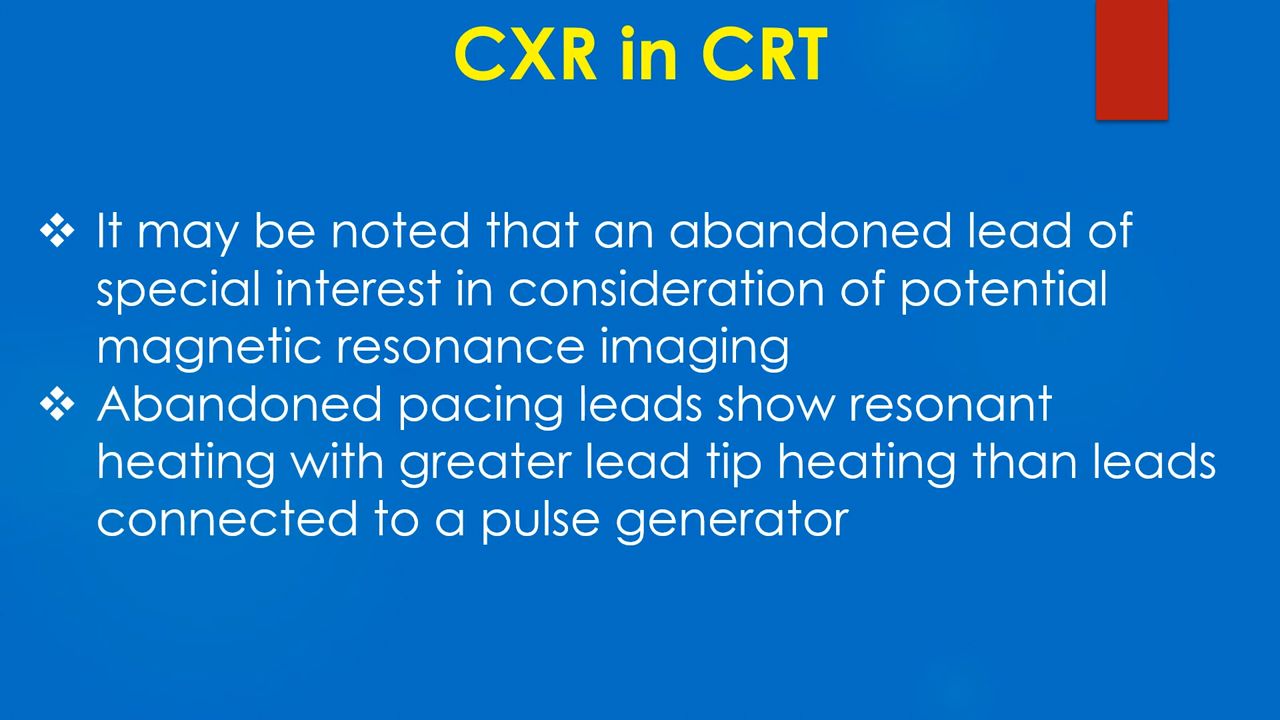 CXR in CRT
❖ It may be noted that an abandoned lead of
special interest in consideration of potential
magnetic resonance imaging
❖ Abandoned pacing leads show resonant
heating with greater lead tip heating than leads
connected to a pulse generator